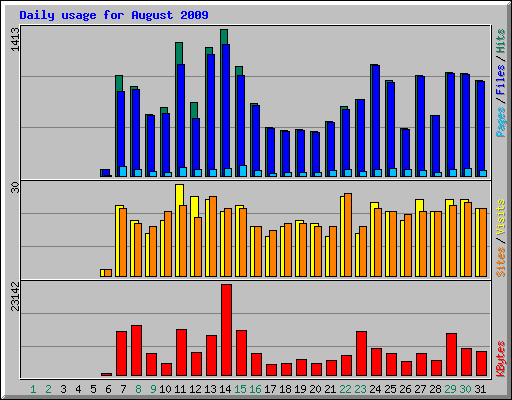 Daily usage for August 2009
1413
30
23142
Pages / Files / Hits
Sites / Visits
KBytes
1 2 3 4 5 6 7 8 9 10 11 12 13 14 15 16 17 18 19 20 21 22 23 24 25 26 27 28 29 30 31